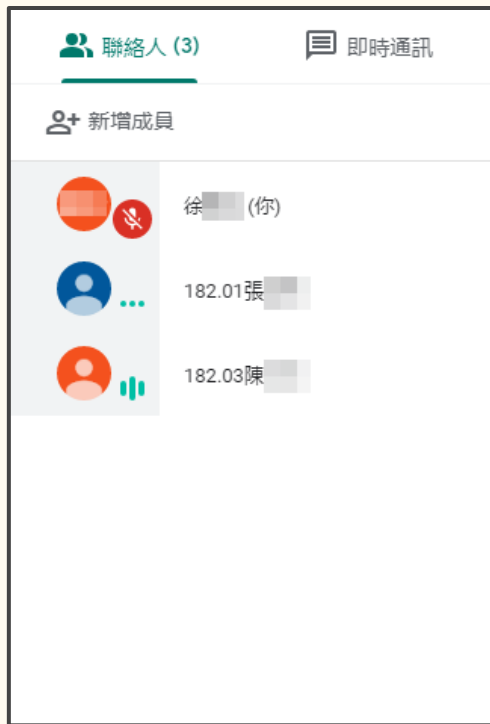 聯絡人 (3)
即時通訊
新增成員
徐 (你)
182.01張
182.03陳